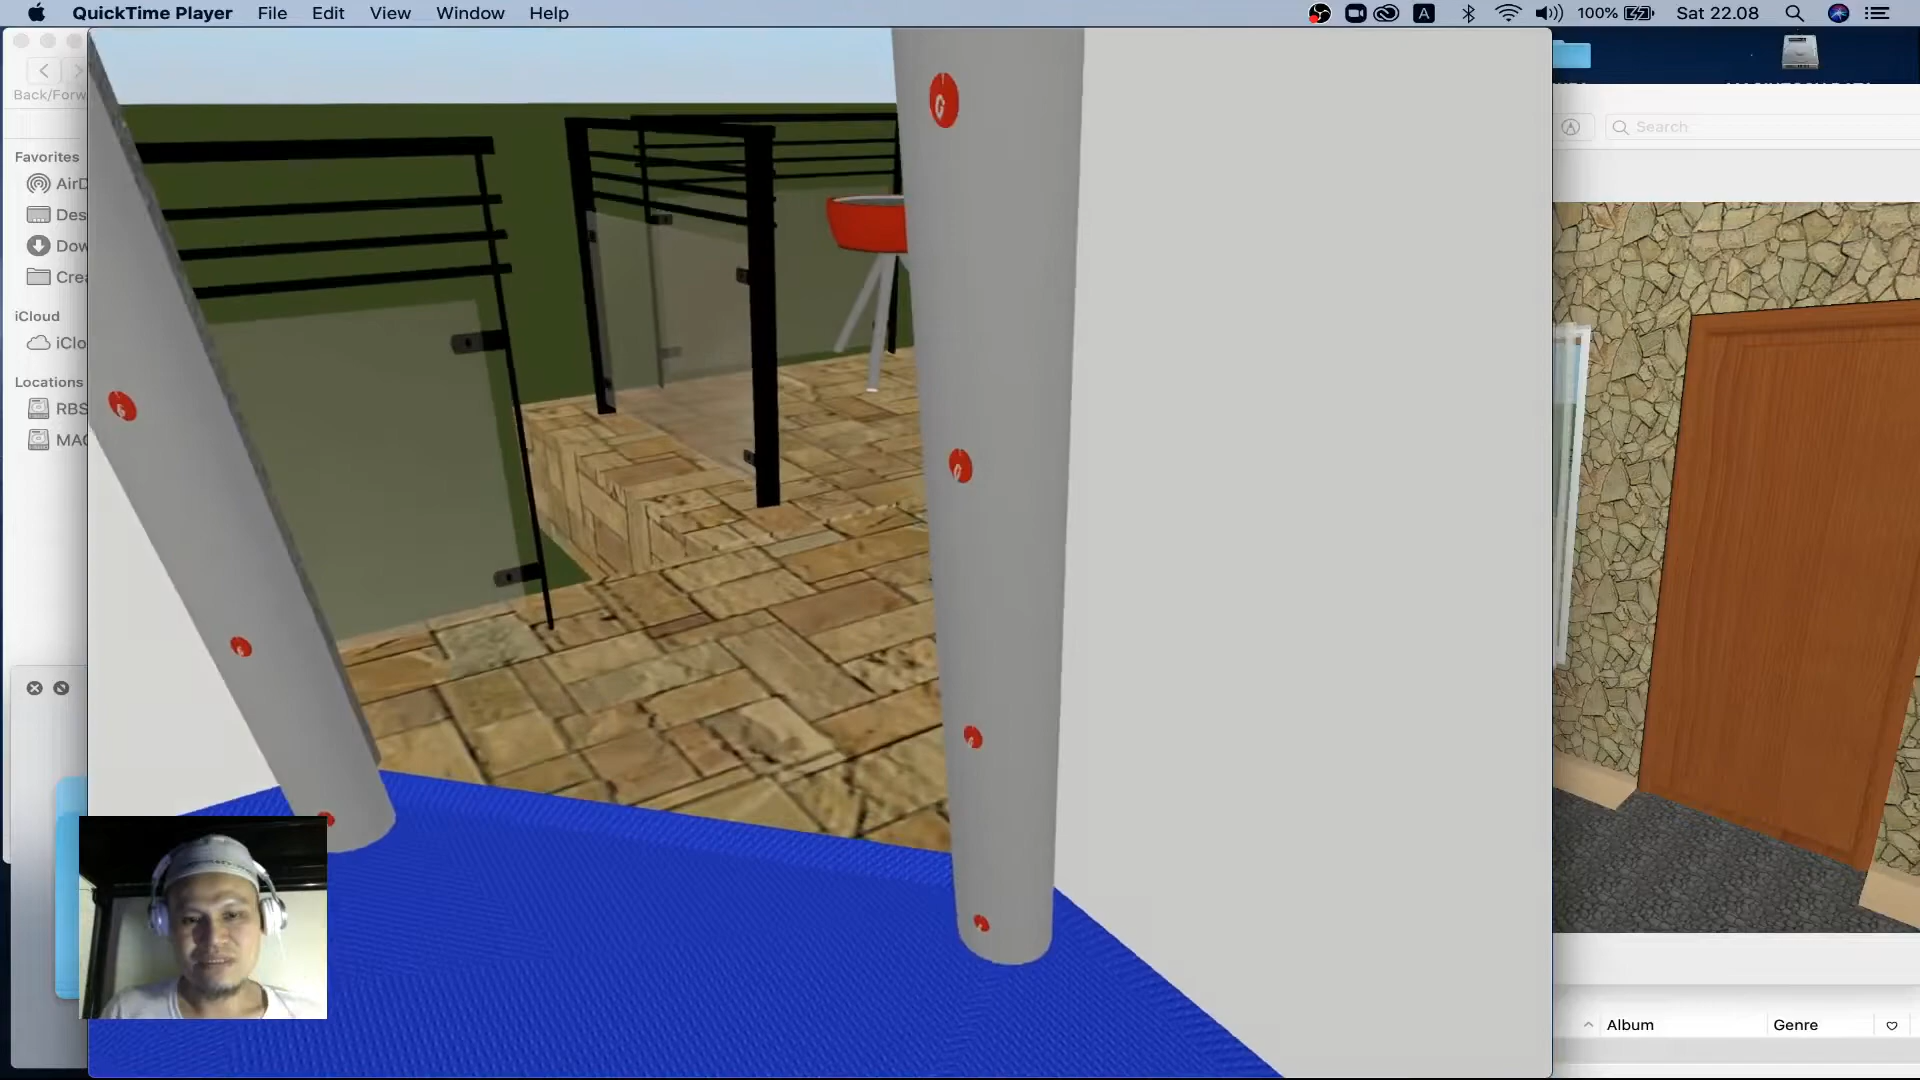 QuickTime Player File Edit View Window Help A 100% Sat 22.08
Back/Forw
Search
Favorites
AirD
Des
Dow
Crea
iCloud
iClo
Locations
RBS
MAC
G
Album Genre